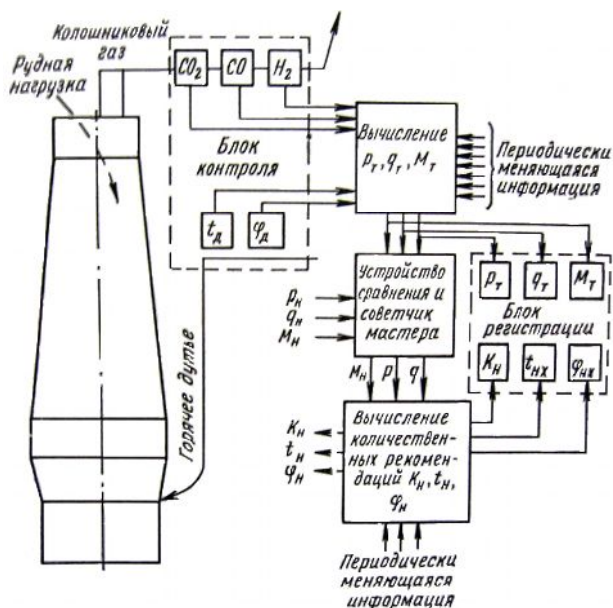 Колошниковый
газ
Рудная
нагрузка
CO₂
CO
H₂
Блок
контроля
tд
φд
Вычисление
pт, qт, Mт
Периодически
меняющаяся
информация
Устройство
сравнения и
советчик
мастера
pн
qн
Mн
pт
qт
Mт
Блок
регистрации
Kн
tнх
φнх
Mн
p
q
Горячее дутье
Вычисление
количествен-
ных рекомен-
даций Kн, tн,
φн
Kн
tн
φн
Периодически
меняющаяся
информация